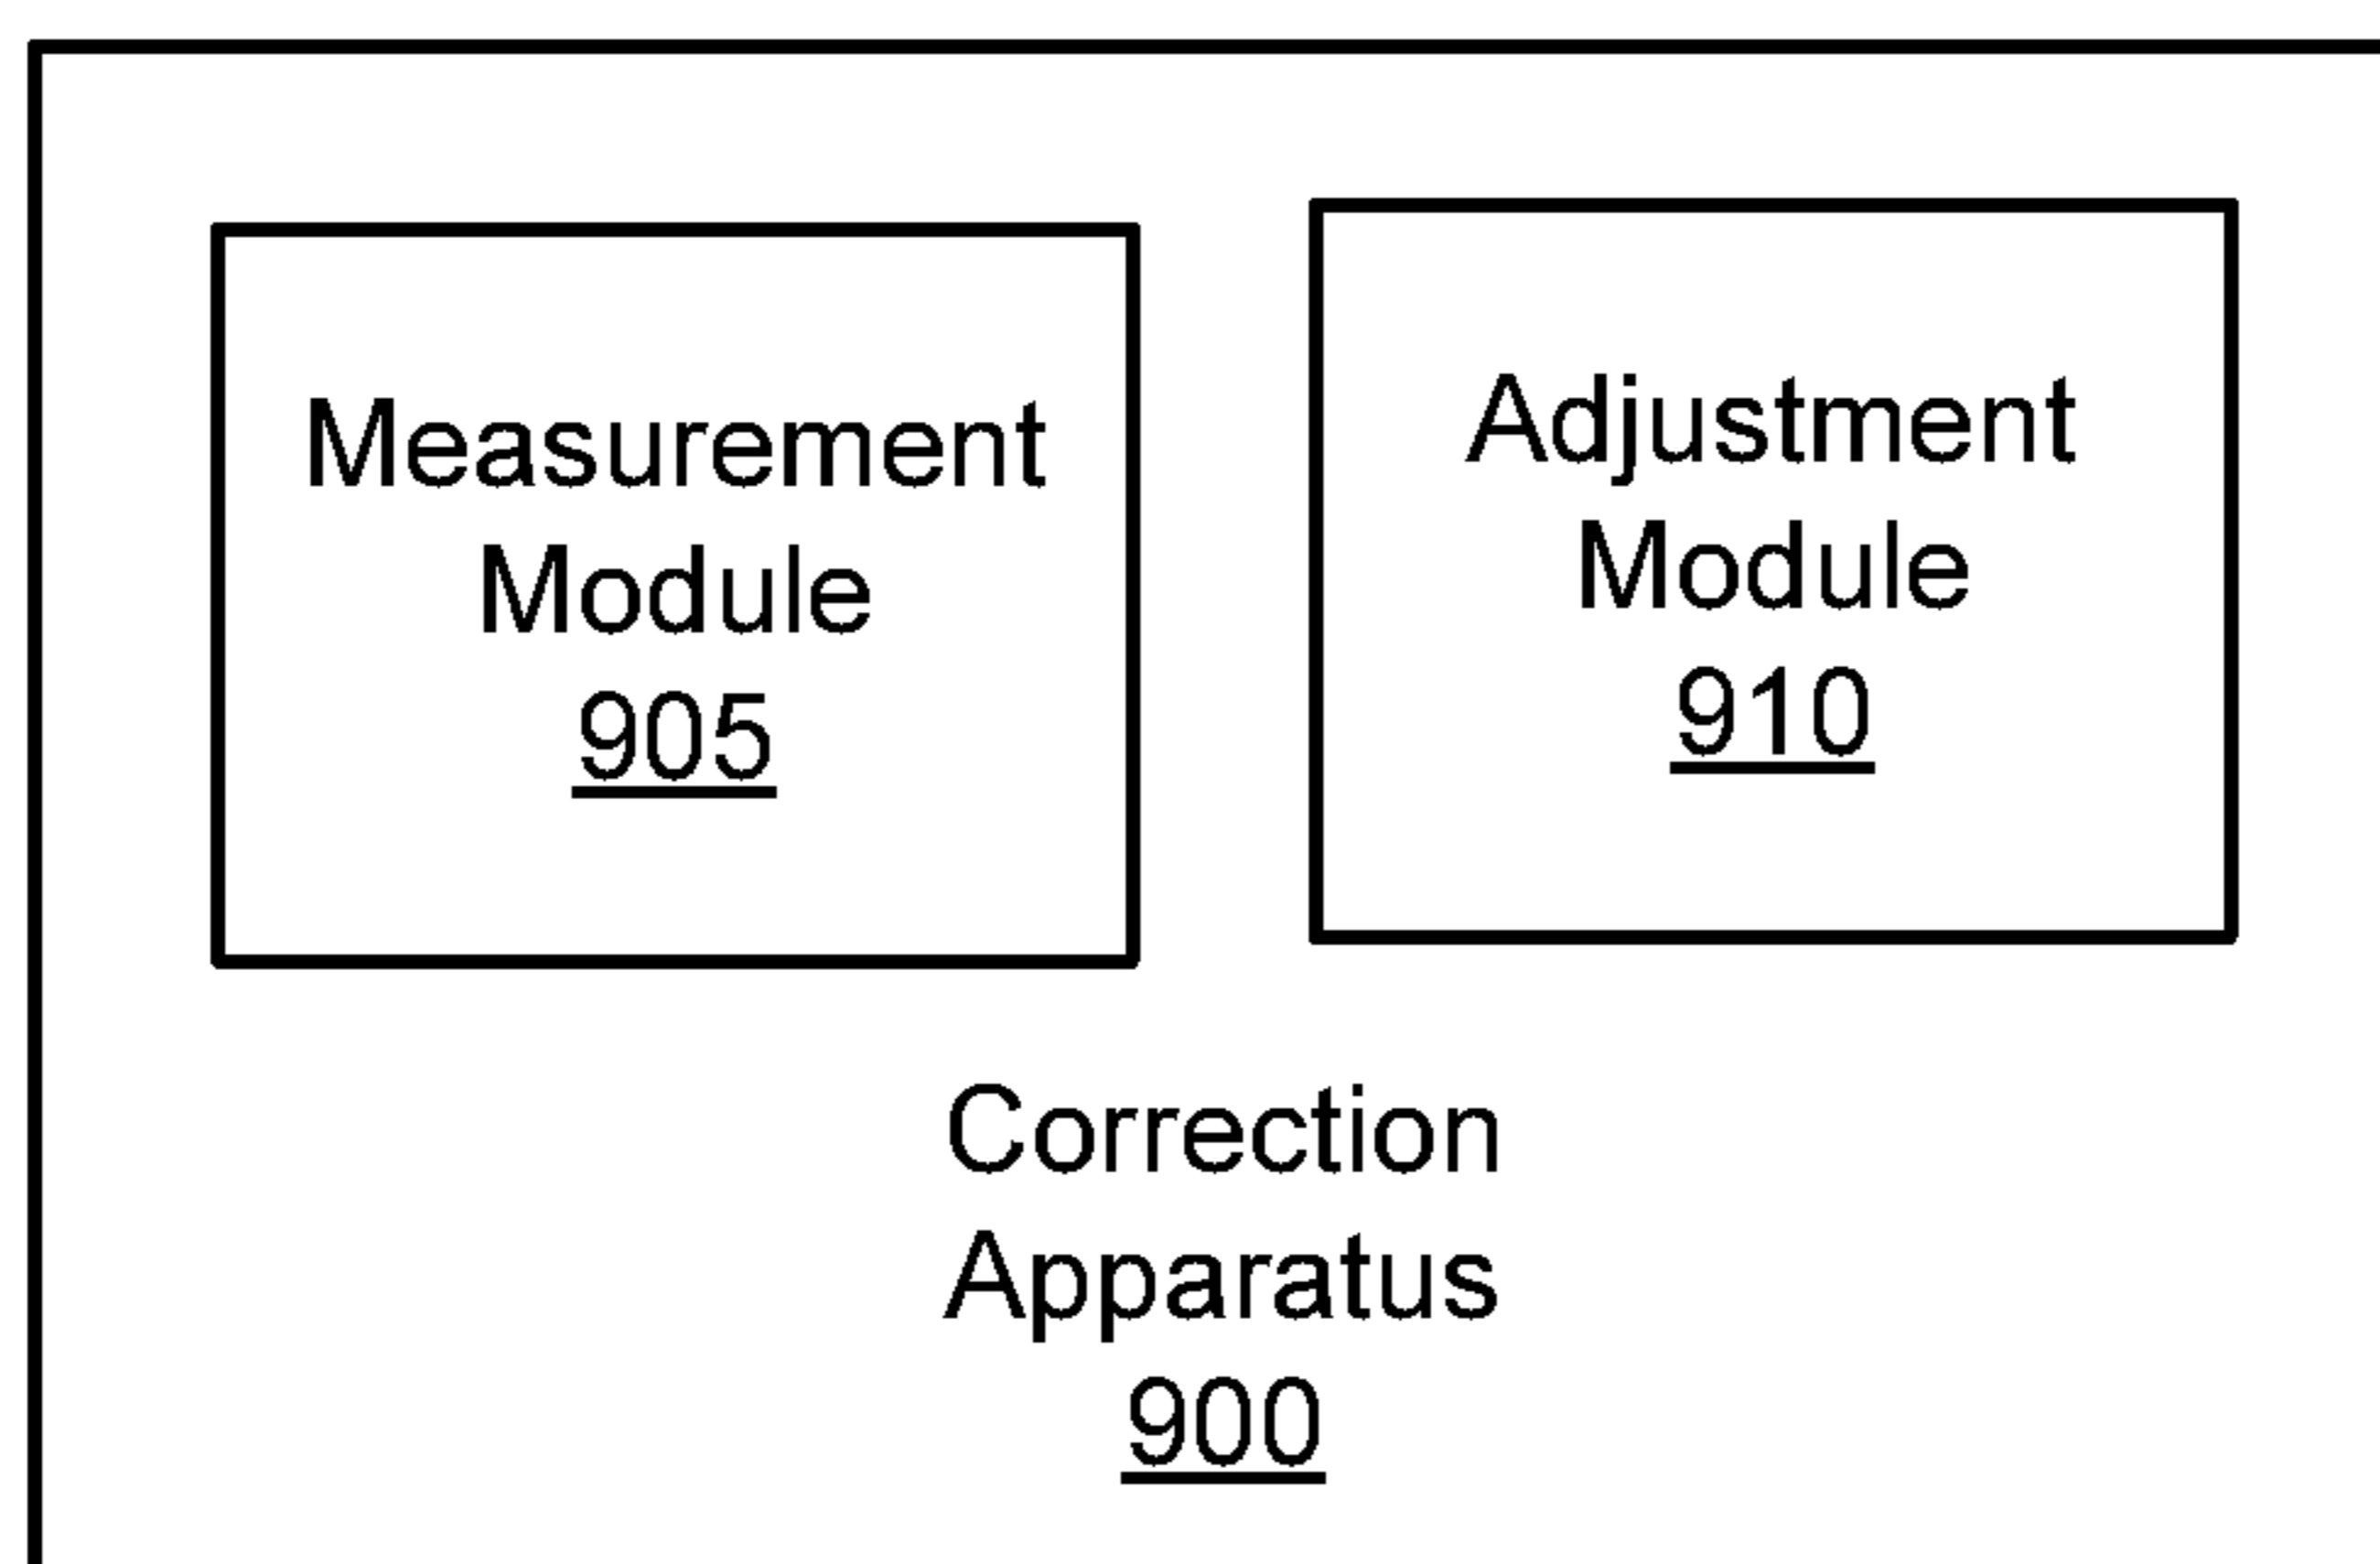 Measurement
Module
905
Adjustment
Module
910
Correction
Apparatus
900